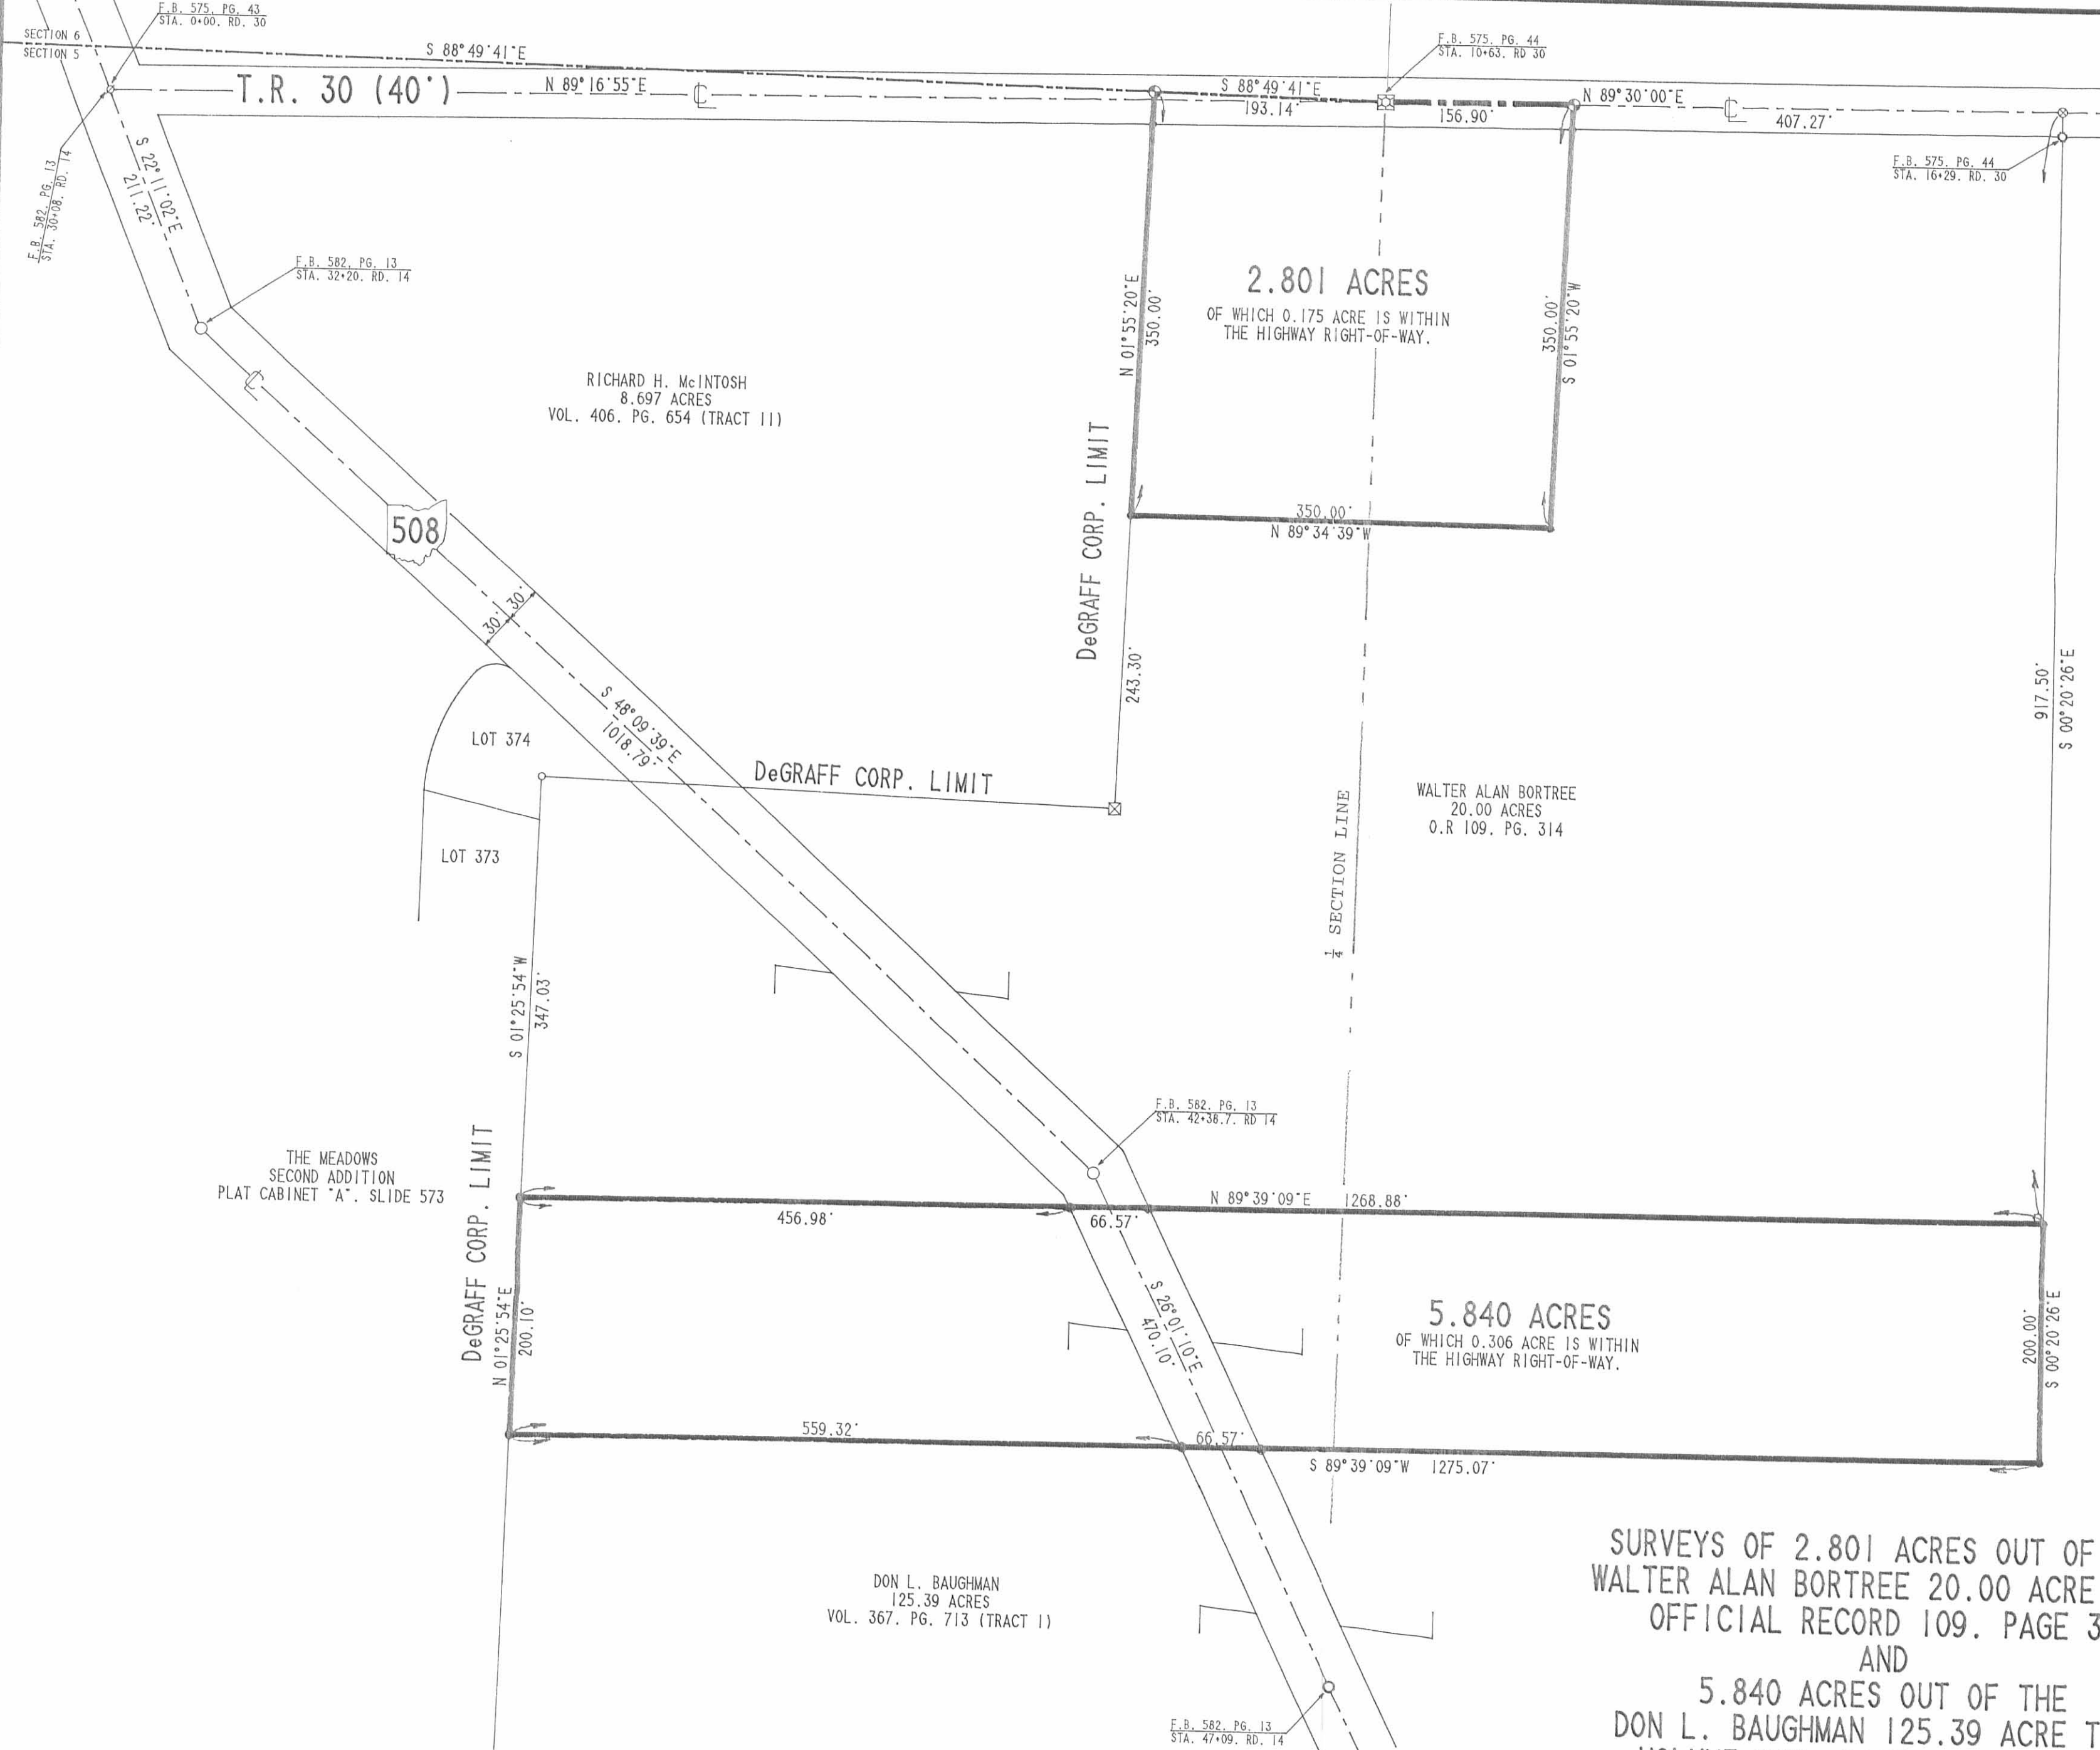 F.B. 575, PG. 43
STA. 0+00, RD. 30
SECTION 6
SECTION 5
S 88°49'41"E
T.R. 30 (40')
N 89°16'55"E
F.B. 575, PG. 44
STA. 10+63, RD 30
S 88°49'41"E
193.14'
156.90'
N 89°30'00"E
407.27'
F.B. 575, PG. 44
STA. 16+29, RD. 30
F.B. 582, PG. 13
STA. 30+08, RD. 14
S 22°11'02"E
211.22'
F.B. 582, PG. 13
STA. 32+20, RD. 14
2.801 ACRES
OF WHICH 0.175 ACRE IS WITHIN
THE HIGHWAY RIGHT-OF-WAY.
N 01°55'20"E
350.00'
350.00'
S 01°55'20"W
RICHARD H. McINTOSH
8.697 ACRES
VOL. 406, PG. 654 (TRACT II)
DeGRAFF CORP. LIMIT
350.00'
N 89°34'39"W
508
30'
30'
243.30'
917.50'
S 00°20'26"E
S 48°09'39"E
1018.79'
LOT 374
DeGRAFF CORP. LIMIT
WALTER ALAN BORTREE
20.00 ACRES
O.R 109, PG. 314
LOT 373
1/4 SECTION LINE
S 01°25'54"W
347.03'
F.B. 582, PG. 13
STA. 42+38.7, RD 14
THE MEADOWS
SECOND ADDITION
PLAT CABINET "A", SLIDE 573
DeGRAFF CORP. LIMIT
N 89°39'09"E 1268.88'
456.98'
66.57'
N 01°25'54"E
200.10'
S 26°01'10"E
470.10'
5.840 ACRES
OF WHICH 0.306 ACRE IS WITHIN
THE HIGHWAY RIGHT-OF-WAY.
200.00'
S 00°20'26"E
559.32'
66.57'
S 89°39'09"W 1275.07'
DON L. BAUGHMAN
125.39 ACRES
VOL. 367, PG. 713 (TRACT I)
F.B. 582, PG. 13
STA. 47+09, RD. 14
SURVEYS OF 2.801 ACRES OUT OF
WALTER ALAN BORTREE 20.00 ACRE
OFFICIAL RECORD 109, PAGE 3
AND
5.840 ACRES OUT OF THE
DON L. BAUGHMAN 125.39 ACRE T